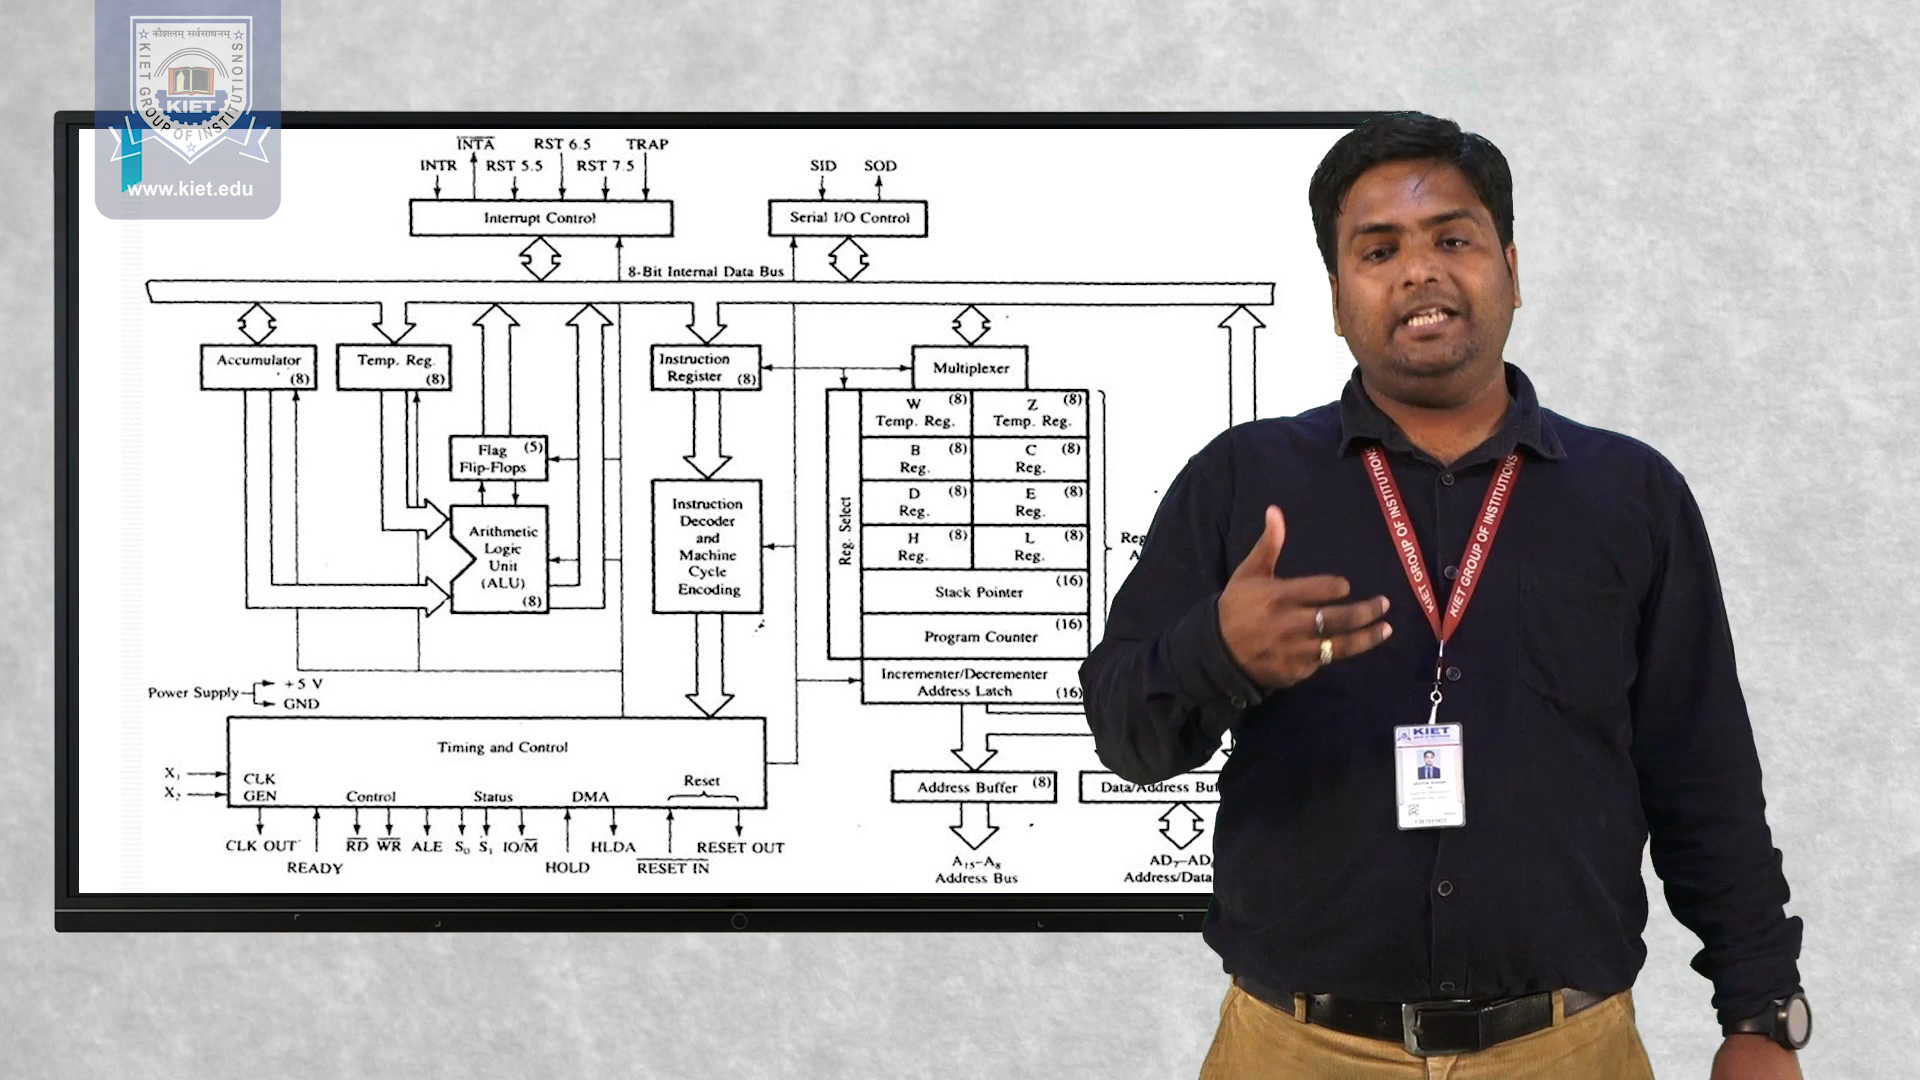 कौशलम् सर्वसाधनम्
KIET GROUP OF INSTITUTIONS
KIET
www.kiet.edu
INTA RST 6.5 TRAP
INTR RST 5.5 RST 7.5
SID SOD
Interrupt Control
Serial I/O Control
8-Bit Internal Data Bus
Accumulator
(8)
Temp. Reg.
(8)
Instruction
Register (8)
Multiplexer
Flag (5)
Flip-Flops
Arithmetic
Logic
Unit
(ALU)
(8)
Instruction
Decoder
and
Machine
Cycle
Encoding
Reg. Select
W (8)
Temp. Reg.
Z (8)
Temp. Reg.
B (8)
Reg.
C (8)
Reg.
D (8)
Reg.
E (8)
Reg.
H (8)
Reg.
L (8)
Reg.
Stack Pointer (16)
Program Counter (16)
Incrementer/Decrementer
Address Latch (16)
Power Supply
+5 V
GND
Timing and Control
X₁
X₂
CLK
GEN
Control
Status
DMA
Reset
CLK OUT
READY
RD WR ALE S₀ S₁ IO/M
HOLD
HLDA
RESET IN
RESET OUT
Address Buffer (8)
Data/Address
A₁₅–A₈
Address Bus
Address/Data
KIET GROUP OF INSTITUTIONS
KIET GROUP OF INSTITUTIONS
KIET